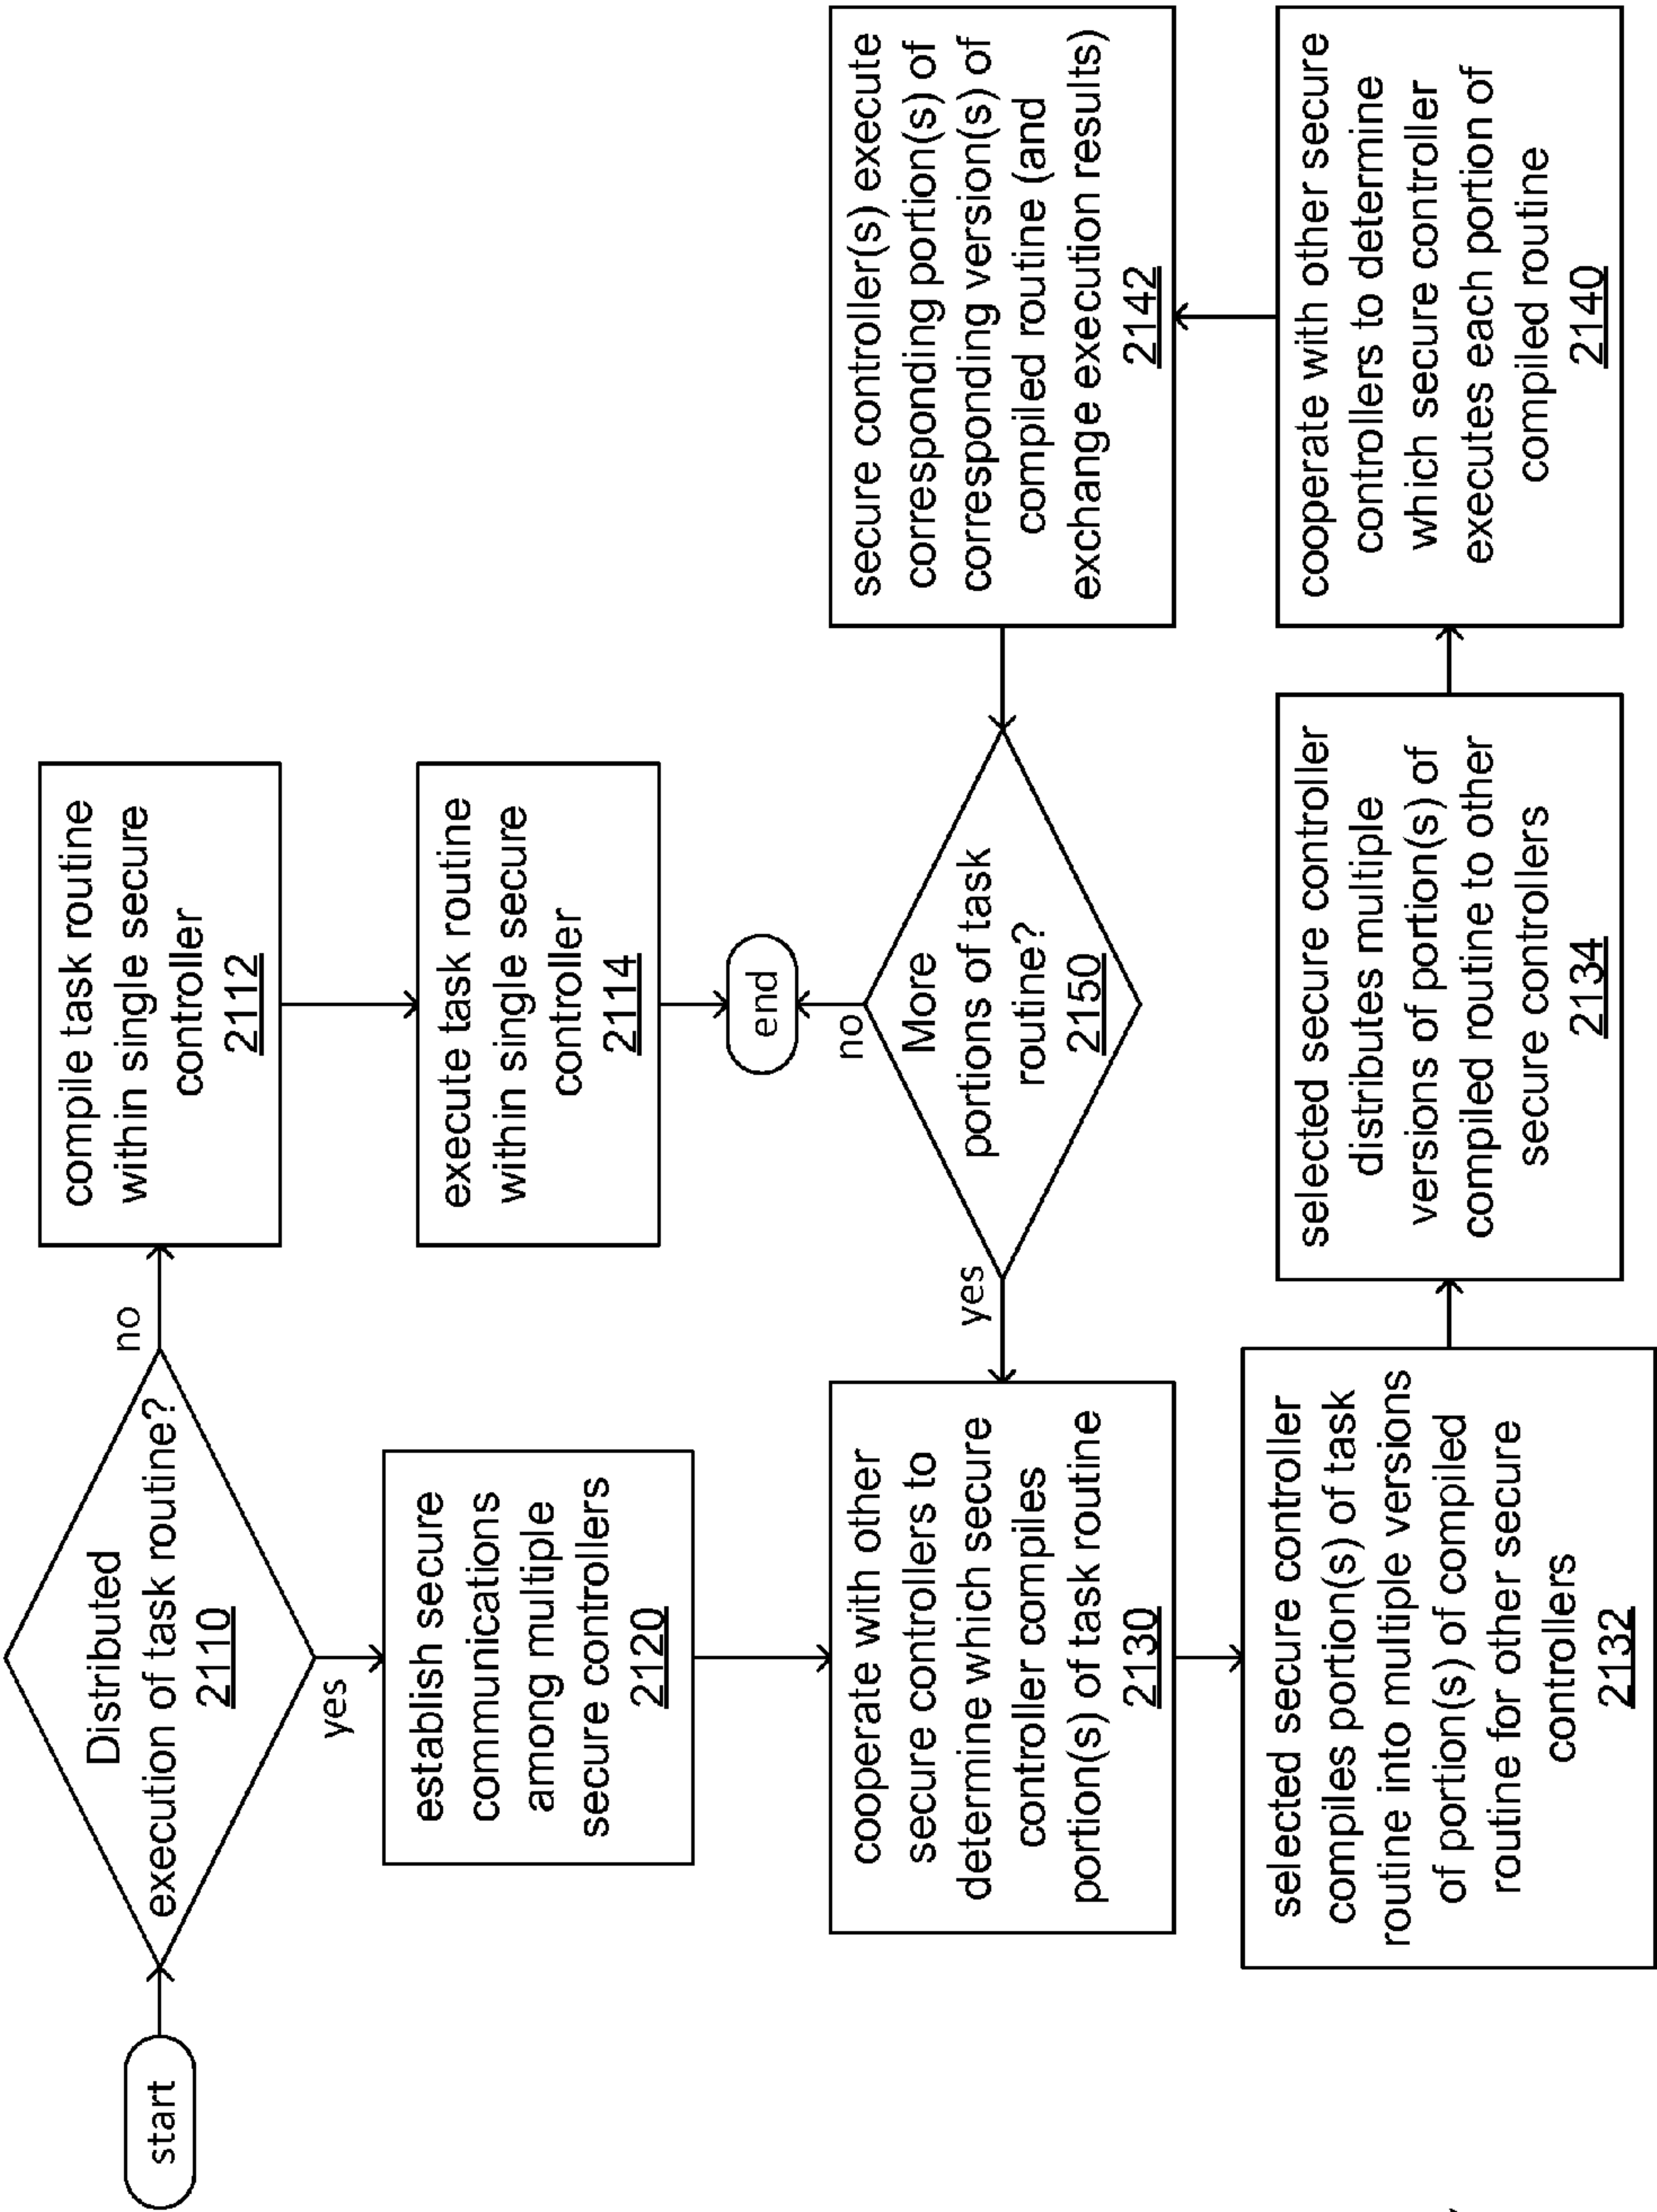 start
Distributed
execution of task routine?
2110
no
yes
compile task routine
within single secure
controller
2112
execute task routine
within single secure
controller
2114
end
establish secure
communications
among multiple
secure controllers
2120
cooperate with other
secure controllers to
determine which secure
controller compiles
portion(s) of task routine
2130
selected secure controller
compiles portion(s) of task
routine into multiple versions
of portion(s) of compiled
routine for other secure
controllers
2132
selected secure controller
distributes multiple
versions of portion(s) of
compiled routine to other
secure controllers
2134
cooperate with other secure
controllers to determine
which secure controller
executes each portion of
compiled routine
2140
secure controller(s) execute
corresponding portion(s) of
corresponding version(s) of
compiled routine (and
exchange execution results)
2142
More
portions of task
routine?
2150
no
yes